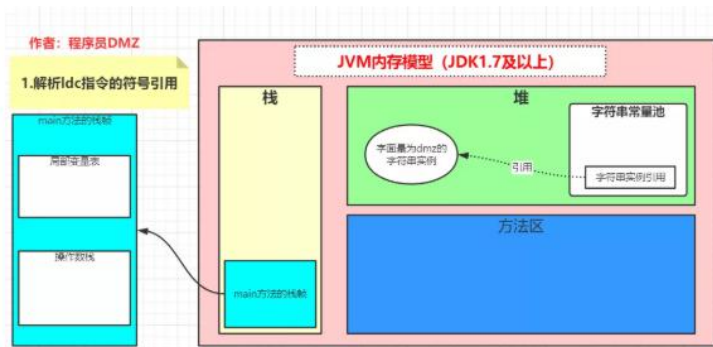 作者：程序员DMZ
1.解析ldc指令的符号引用
main方法的栈帧
局部变量表
操作数栈
JVM内存模型（JDK1.7及以上）
栈
main方法的栈帧
堆
字面量为dmz的
字符串实例
引用
字符串常量池
字符串实例引用
方法区